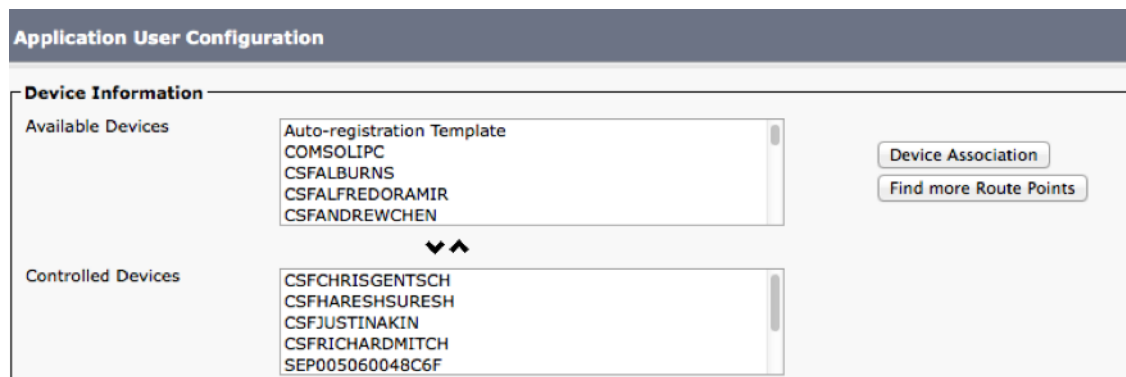 Application User Configuration
Device Information
Available Devices
Auto-registration Template
COMSOLIPC
CSFALBURNS
CSFALFREDORAMIR
CSFANDREWCHEN
Device Association
Find more Route Points
Controlled Devices
CSFCHRISGENTSCH
CSFHARESHSURESH
CSFJUSTINAKIN
CSFRICHARDMITCH
SEP005060048C6F